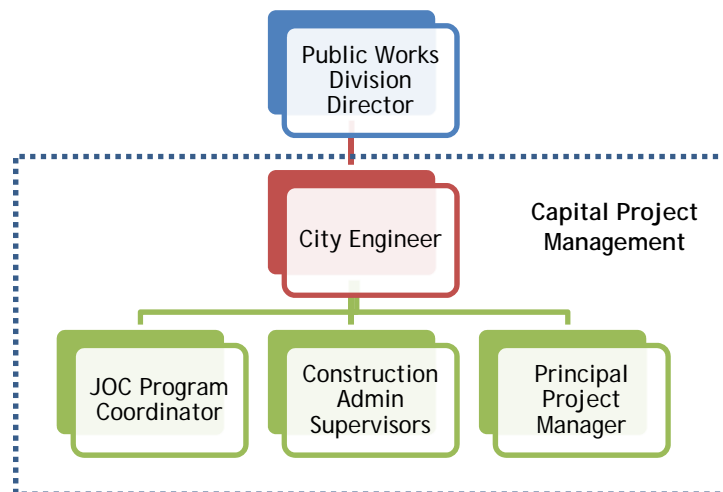 Public Works
Division
Director
City Engineer
Capital Project
Management
JOC Program
Coordinator
Construction
Admin
Supervisors
Principal
Project
Manager